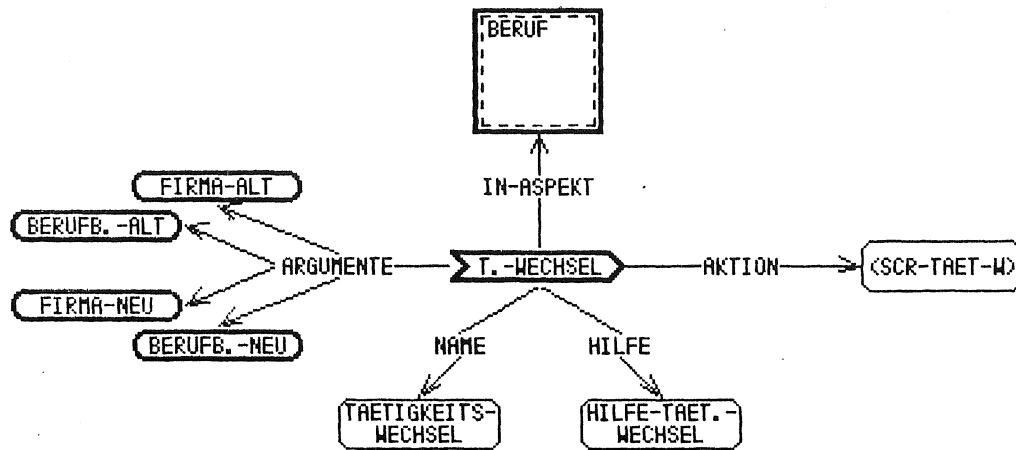 BERUF
IN-ASPEKT
FIRMA-ALT
BERUFB.-ALT
ARGUMENTE
T.-WECHSEL
AKTION
(SCR-TAET-W)
FIRMA-NEU
BERUFB.-NEU
NAME
HILFE
TAETIGKEITS-
WECHSEL
HILFE-TAET.-
WECHSEL